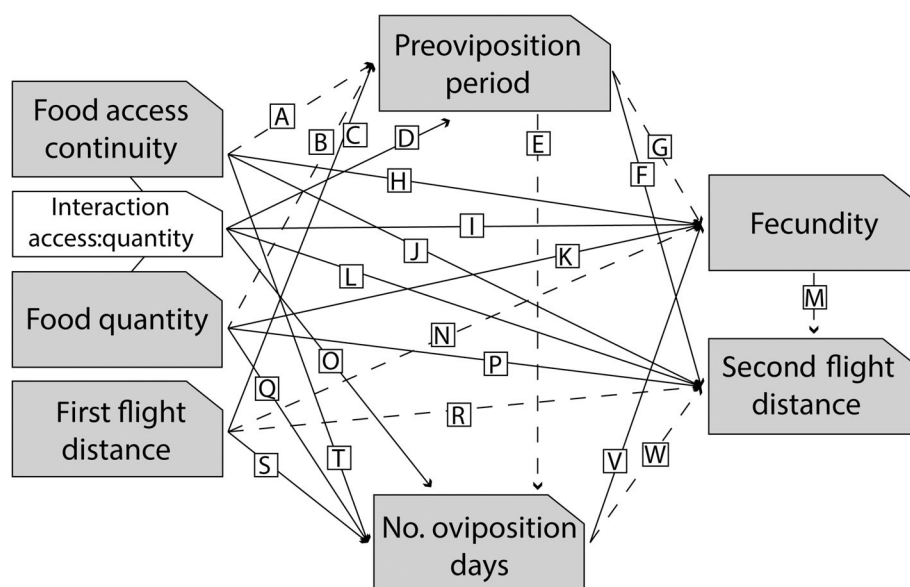 Preoviposition
period
Food access
continuity
A
B
C
D
E
F
G
H
Interaction
access:quantity
I
J
K
L
Fecundity
M
Food quantity
N
O
P
Second flight
distance
First flight
distance
Q
R
S
T
V
W
No. oviposition
days